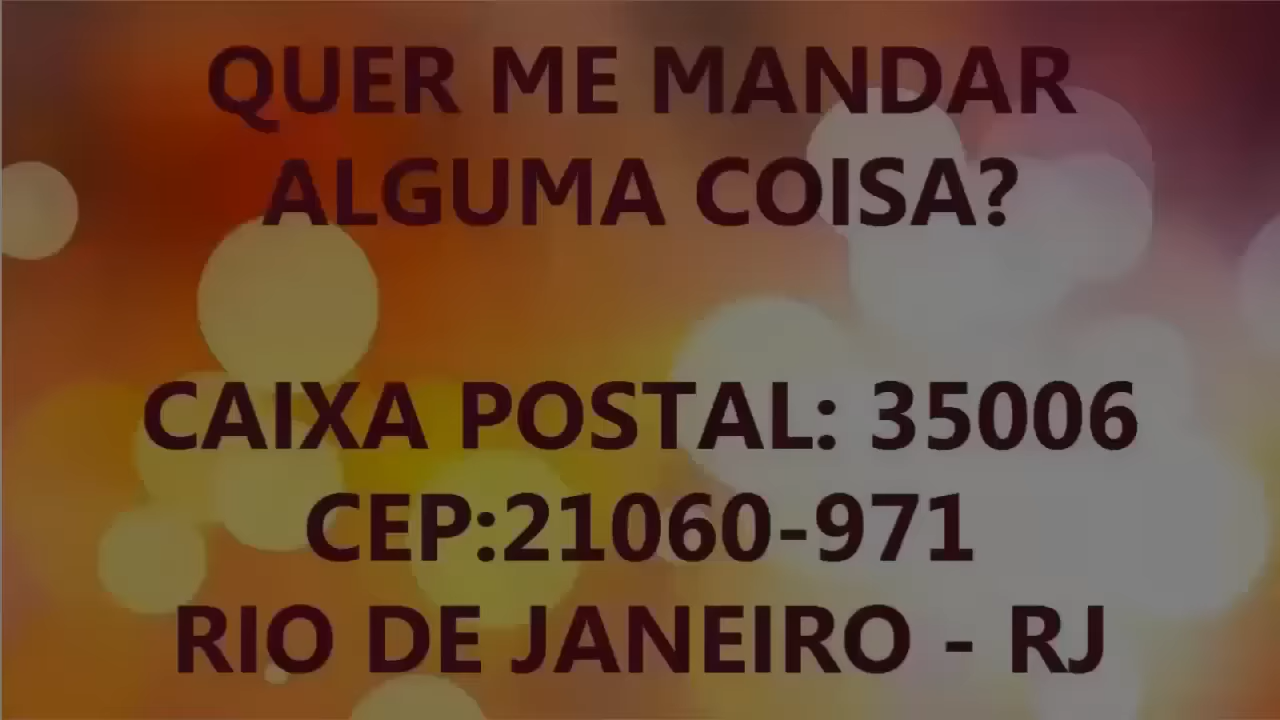 QUER ME MANDAR
ALGUMA COISA?
CAIXA POSTAL: 35006
CEP:21060-971
RIO DE JANEIRO - RJ